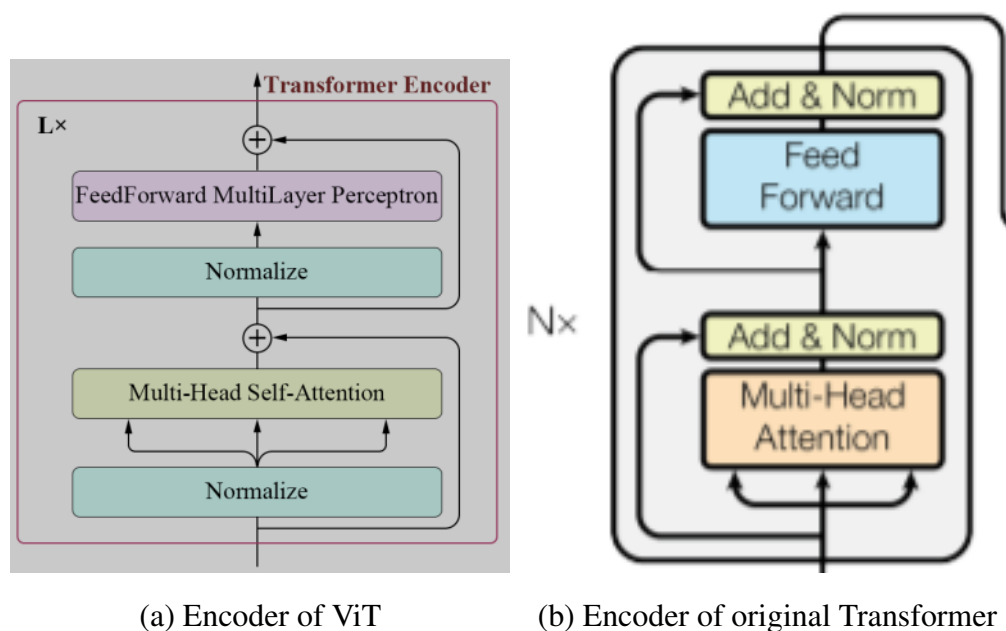 Transformer Encoder
L×
FeedForward MultiLayer Perceptron
Normalize
Multi-Head Self-Attention
Normalize
Add & Norm
Feed
Forward
N×
Add & Norm
Multi-Head
Attention
(a) Encoder of ViT
(b) Encoder of original Transformer